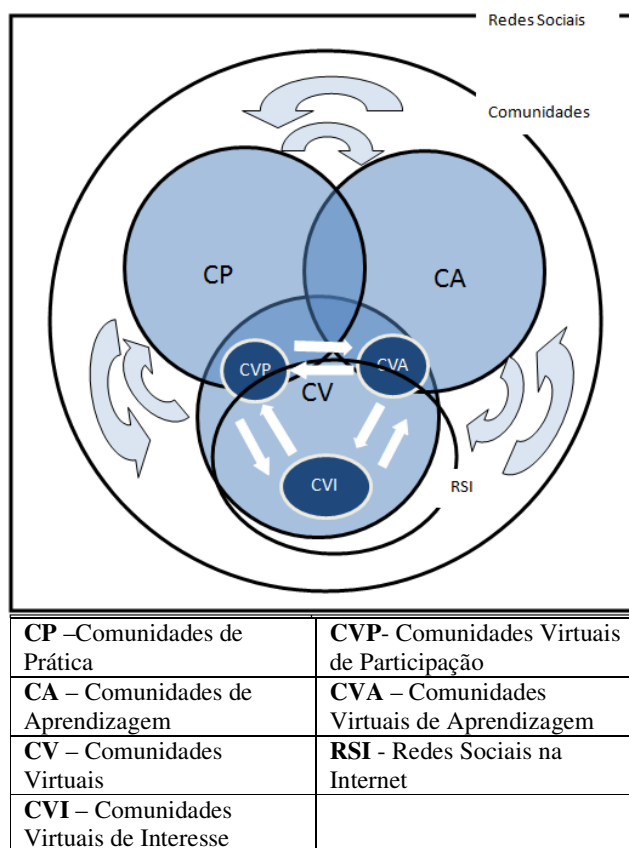 Redes Sociais
Comunidades
CP
CA
CVP
CVA
CV
CVI
RSI
CP –Comunidades de
Prática
CVP- Comunidades Virtuais
de Participação
CA – Comunidades de
Aprendizagem
CVA – Comunidades
Virtuais de Aprendizagem
CV – Comunidades
Virtuais
RSI - Redes Sociais na
Internet
CVI – Comunidades
Virtuais de Interesse